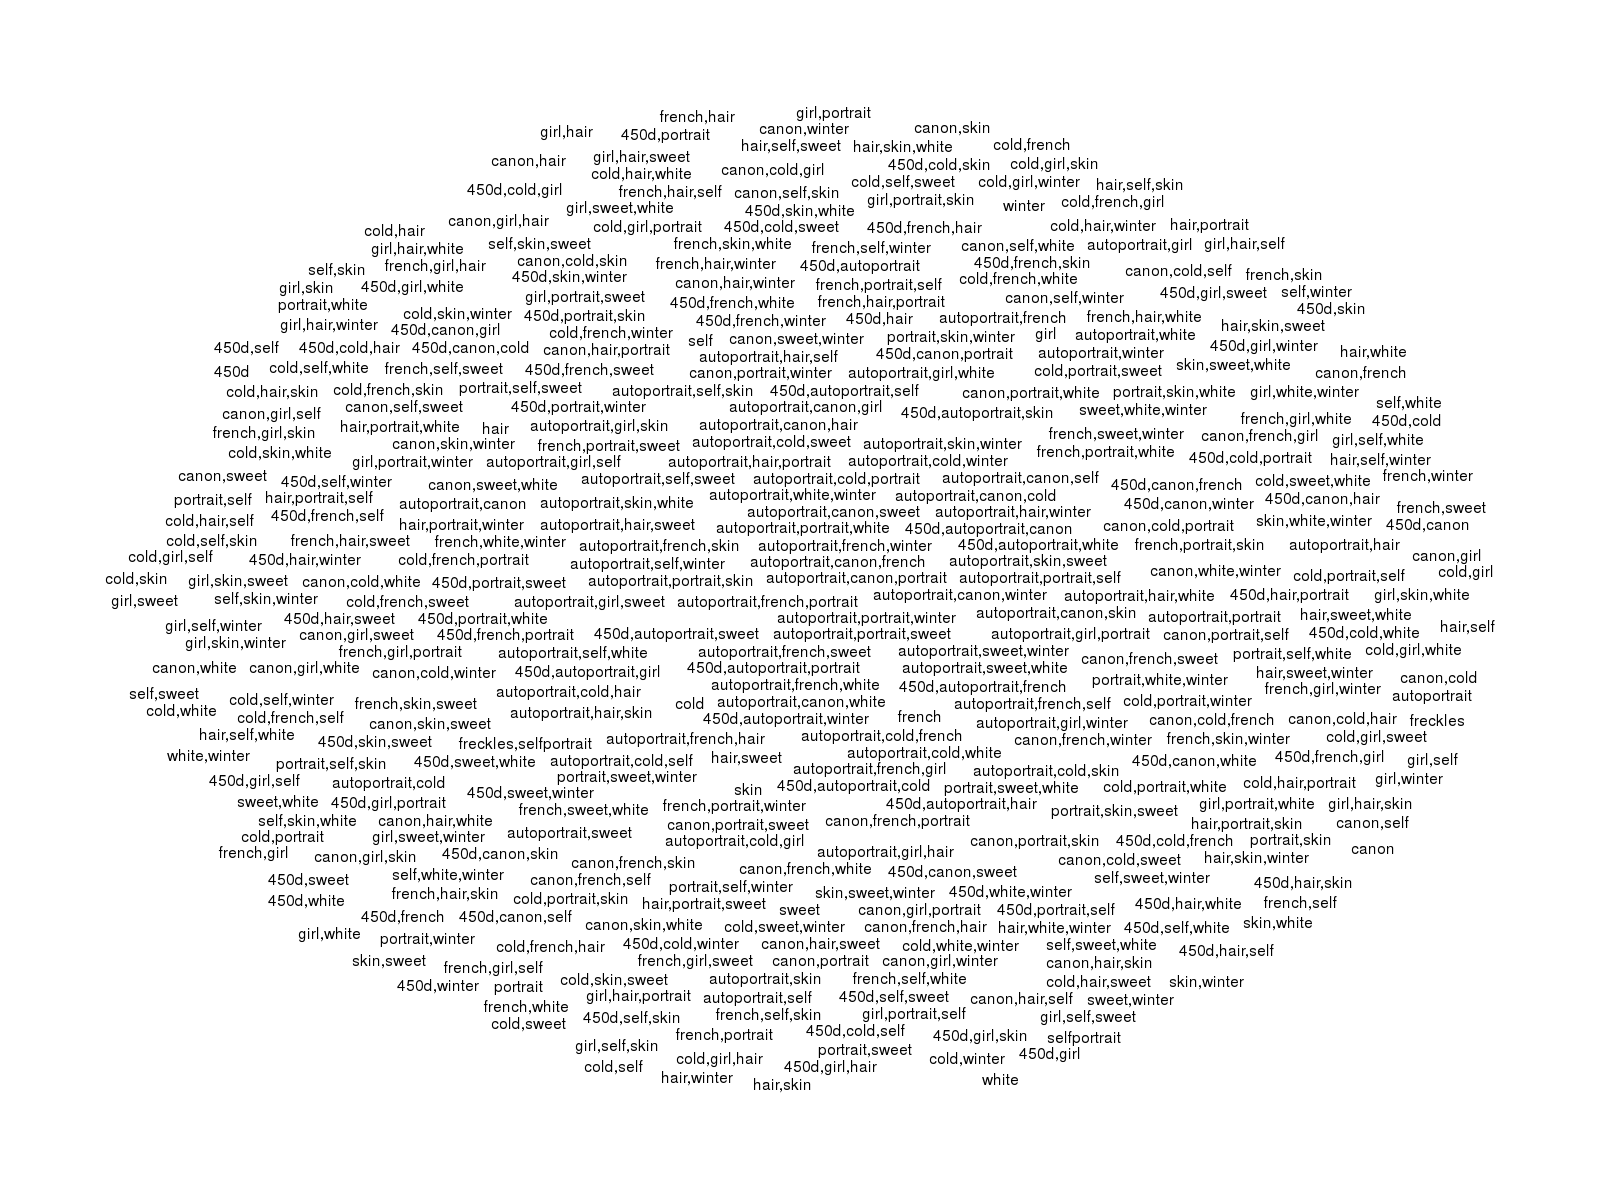 girl,portrait
french,hair
canon,winter canon,skin
girl,hair 450d,portrait
hair,self,sweet hair,skin,white cold,french
canon,hair girl,hair,sweet
cold,hair,white canon,cold,girl 450d,cold,skin cold,girl,skin
450d,cold,girl french,hair,self canon,self,skin cold,self,sweet cold,girl,winter hair,self,skin
girl,sweet,white 450d,skin,white girl,portrait,skin winter cold,french,girl
cold,hair canon,girl,hair cold,girl,portrait 450d,cold,sweet 450d,french,hair cold,hair,winter hair,portrait
girl,hair,white self,skin,sweet french,skin,white french,self,winter canon,self,white autoportrait,girl girl,hair,self
self,skin french,girl,hair canon,cold,skin french,hair,winter 450d,autoportrait 450d,french,skin canon,cold,self french,skin
girl,skin 450d,girl,white 450d,skin,winter canon,hair,winter french,portrait,self cold,french,white 450d,girl,sweet self,winter
portrait,white girl,portrait,sweet 450d,french,white french,hair,portrait canon,self,winter 450d,skin
cold,skin,winter 450d,portrait,skin 450d,french,winter 450d,hair autoportrait,french french,hair,white
girl,hair,winter 450d,canon,girl cold,french,winter self canon,sweet,winter portrait,skin,winter girl autoportrait,white hair,skin,sweet
450d,self 450d,cold,hair 450d,canon,cold canon,hair,portrait autoportrait,hair,self 450d,canon,portrait autoportrait,winter 450d,girl,winter hair,white
450d cold,self,white french,self,sweet 450d,french,sweet canon,portrait,winter autoportrait,girl,white cold,portrait,sweet skin,sweet,white canon,french
cold,hair,skin cold,french,skin portrait,self,sweet autoportrait,self,skin 450d,autoportrait,self canon,portrait,white portrait,skin,white girl,white,winter
canon,girl,self canon,self,sweet 450d,portrait,winter autoportrait,canon,girl 450d,autoportrait,skin sweet,white,winter self,white
french,girl,skin hair,portrait,white hair autoportrait,girl,skin autoportrait,canon,hair french,girl,white 450d,cold
cold,skin,white canon,skin,winter french,portrait,sweet autoportrait,cold,sweet autoportrait,skin,winter french,sweet,winter canon,french,girl girl,self,white
girl,portrait,winter autoportrait,girl,self autoportrait,hair,portrait autoportrait,cold,winter french,portrait,white 450d,cold,portrait hair,self,winter
canon,sweet 450d,self,winter canon,sweet,white autoportrait,self,sweet autoportrait,cold,portrait autoportrait,canon,self 450d,canon,french cold,sweet,white french,winter
portrait,self hair,portrait,self autoportrait,canon autoportrait,skin,white autoportrait,white,winter autoportrait,canon,cold 450d,canon,winter 450d,canon,hair french,sweet
cold,hair,self 450d,french,self hair,portrait,winter autoportrait,hair,sweet autoportrait,canon,sweet autoportrait,hair,winter skin,white,winter 450d,canon
autoportrait,portrait,white 450d,autoportrait,canon canon,cold,portrait
cold,self,skin french,hair,sweet french,white,winter autoportrait,french,skin autoportrait,french,winter 450d,autoportrait,white french,portrait,skin autoportrait,hair
cold,girl,self 450d,hair,winter cold,french,portrait autoportrait,self,winter autoportrait,canon,french autoportrait,skin,sweet canon,girl
cold,skin girl,skin,sweet canon,cold,white 450d,portrait,sweet autoportrait,portrait,skin autoportrait,canon,portrait autoportrait,portrait,self canon,white,winter cold,portrait,self cold,girl
girl,sweet self,skin,winter cold,french,sweet autoportrait,girl,sweet autoportrait,french,portrait autoportrait,canon,winter autoportrait,hair,white 450d,hair,portrait girl,skin,white
girl,self,winter 450d,hair,sweet 450d,portrait,white autoportrait,portrait,winter autoportrait,canon,skin autoportrait,portrait hair,sweet,white
girl,skin,winter canon,girl,sweet 450d,french,portrait 450d,autoportrait,sweet autoportrait,portrait,sweet autoportrait,girl,portrait canon,portrait,self 450d,cold,white hair,self
french,girl,portrait autoportrait,self,white autoportrait,french,sweet autoportrait,sweet,winter canon,french,sweet portrait,self,white cold,girl,white
canon,white canon,girl,white canon,cold,winter 450d,autoportrait,girl 450d,autoportrait,portrait autoportrait,sweet,white portrait,white,winter hair,sweet,winter canon,cold
self,sweet cold,self,winter french,skin,sweet autoportrait,cold,hair autoportrait,french,white 450d,autoportrait,french french,girl,winter autoportrait
cold,white cold,french,self autoportrait,hair,skin cold autoportrait,canon,white autoportrait,french,self cold,portrait,winter
canon,skin,sweet 450d,autoportrait,winter french autoportrait,girl,winter canon,cold,french canon,cold,hair freckles
hair,self,white 450d,skin,sweet freckles,selfportrait autoportrait,french,hair autoportrait,cold,french canon,french,winter french,skin,winter cold,girl,sweet
white,winter portrait,self,skin 450d,sweet,white autoportrait,cold,self hair,sweet autoportrait,cold,white 450d,canon,white 450d,french,girl girl,self
450d,girl,self autoportrait,cold portrait,sweet,winter autoportrait,french,girl autoportrait,cold,skin girl,winter
450d,sweet,winter skin 450d,autoportrait,cold portrait,sweet,white cold,portrait,white cold,hair,portrait
sweet,white 450d,girl,portrait french,sweet,white french,portrait,winter 450d,autoportrait,hair portrait,skin,sweet girl,portrait,white girl,hair,skin
self,skin,white canon,hair,white canon,portrait,sweet canon,french,portrait hair,portrait,skin canon,self
cold,portrait girl,sweet,winter autoportrait,sweet autoportrait,cold,girl canon,portrait,skin 450d,cold,french portrait,skin
french,girl canon,girl,skin 450d,canon,skin canon,french,skin autoportrait,girl,hair canon,cold,sweet hair,skin,winter canon
450d,sweet self,white,winter canon,french,self canon,french,white 450d,canon,sweet self,sweet,winter 450d,hair,skin
450d,white french,hair,skin cold,portrait,skin portrait,self,winter skin,sweet,winter 450d,white,winter
hair,portrait,sweet sweet canon,girl,portrait 450d,portrait,self 450d,hair,white french,self
450d,french 450d,canon,self canon,skin,white cold,sweet,winter canon,french,hair hair,white,winter 450d,self,white skin,white
girl,white portrait,winter cold,french,hair 450d,cold,winter canon,hair,sweet cold,white,winter self,sweet,white 450d,hair,self
skin,sweet french,girl,self french,girl,sweet canon,portrait canon,girl,winter canon,hair,skin
450d,winter portrait cold,skin,sweet autoportrait,skin french,self,white cold,hair,sweet skin,winter
french,white girl,hair,portrait autoportrait,self 450d,self,sweet canon,hair,self sweet,winter
cold,sweet 450d,self,skin french,self,skin girl,portrait,self girl,self,sweet
french,portrait 450d,cold,self 450d,girl,skin selfportrait
girl,self,skin cold,girl,hair portrait,sweet cold,winter 450d,girl
cold,self 450d,girl,hair
hair,winter hair,skin white